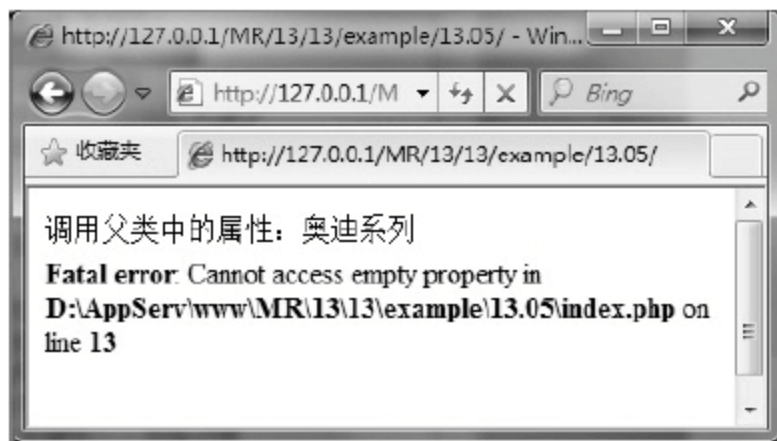 http://127.0.0.1/MR/13/13/example/13.05/ - Win...
http://127.0.0.1/M
Bing
收藏夹
http://127.0.0.1/MR/13/13/example/13.05/
调用父类中的属性：奥迪系列
Fatal error: Cannot access empty property in
D:\AppServ\www\MR\13\13\example\13.05\index.php on
line 13